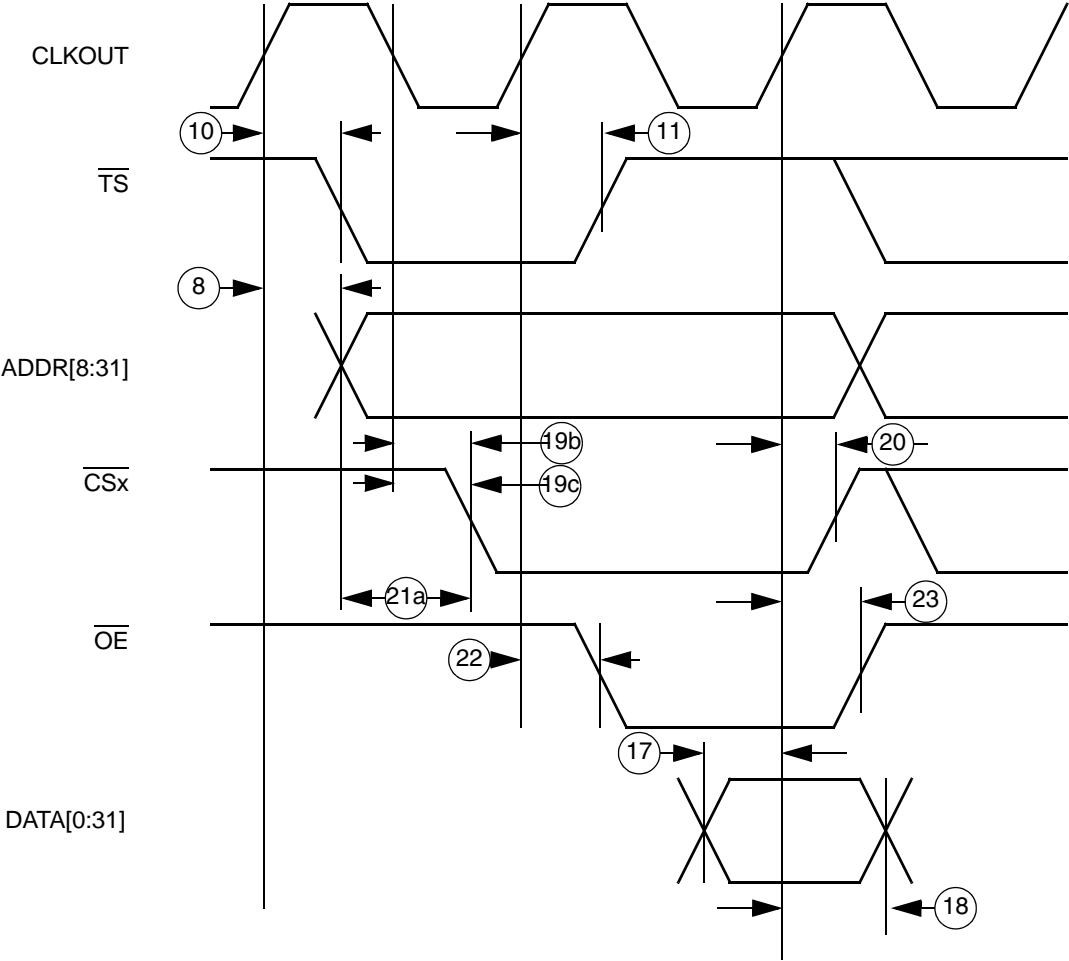 CLKOUT
10
11
TS
8
ADDR[8:31]
19b
20
CSx
19c
21a
23
OE
22
17
DATA[0:31]
18